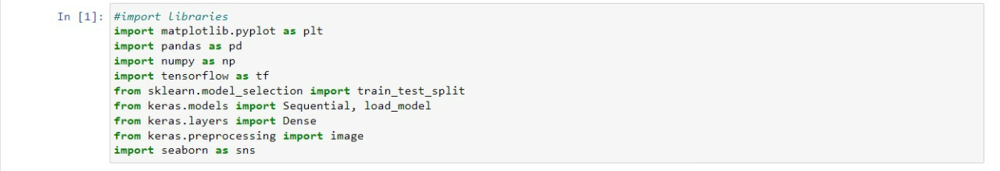 In [1]: #import libraries
import matplotlib.pyplot as plt
import pandas as pd
import numpy as np
import tensorflow as tf
from sklearn.model_selection import train_test_split
from keras.models import Sequential, load_model
from keras.layers import Dense
from keras.preprocessing import image
import seaborn as sns